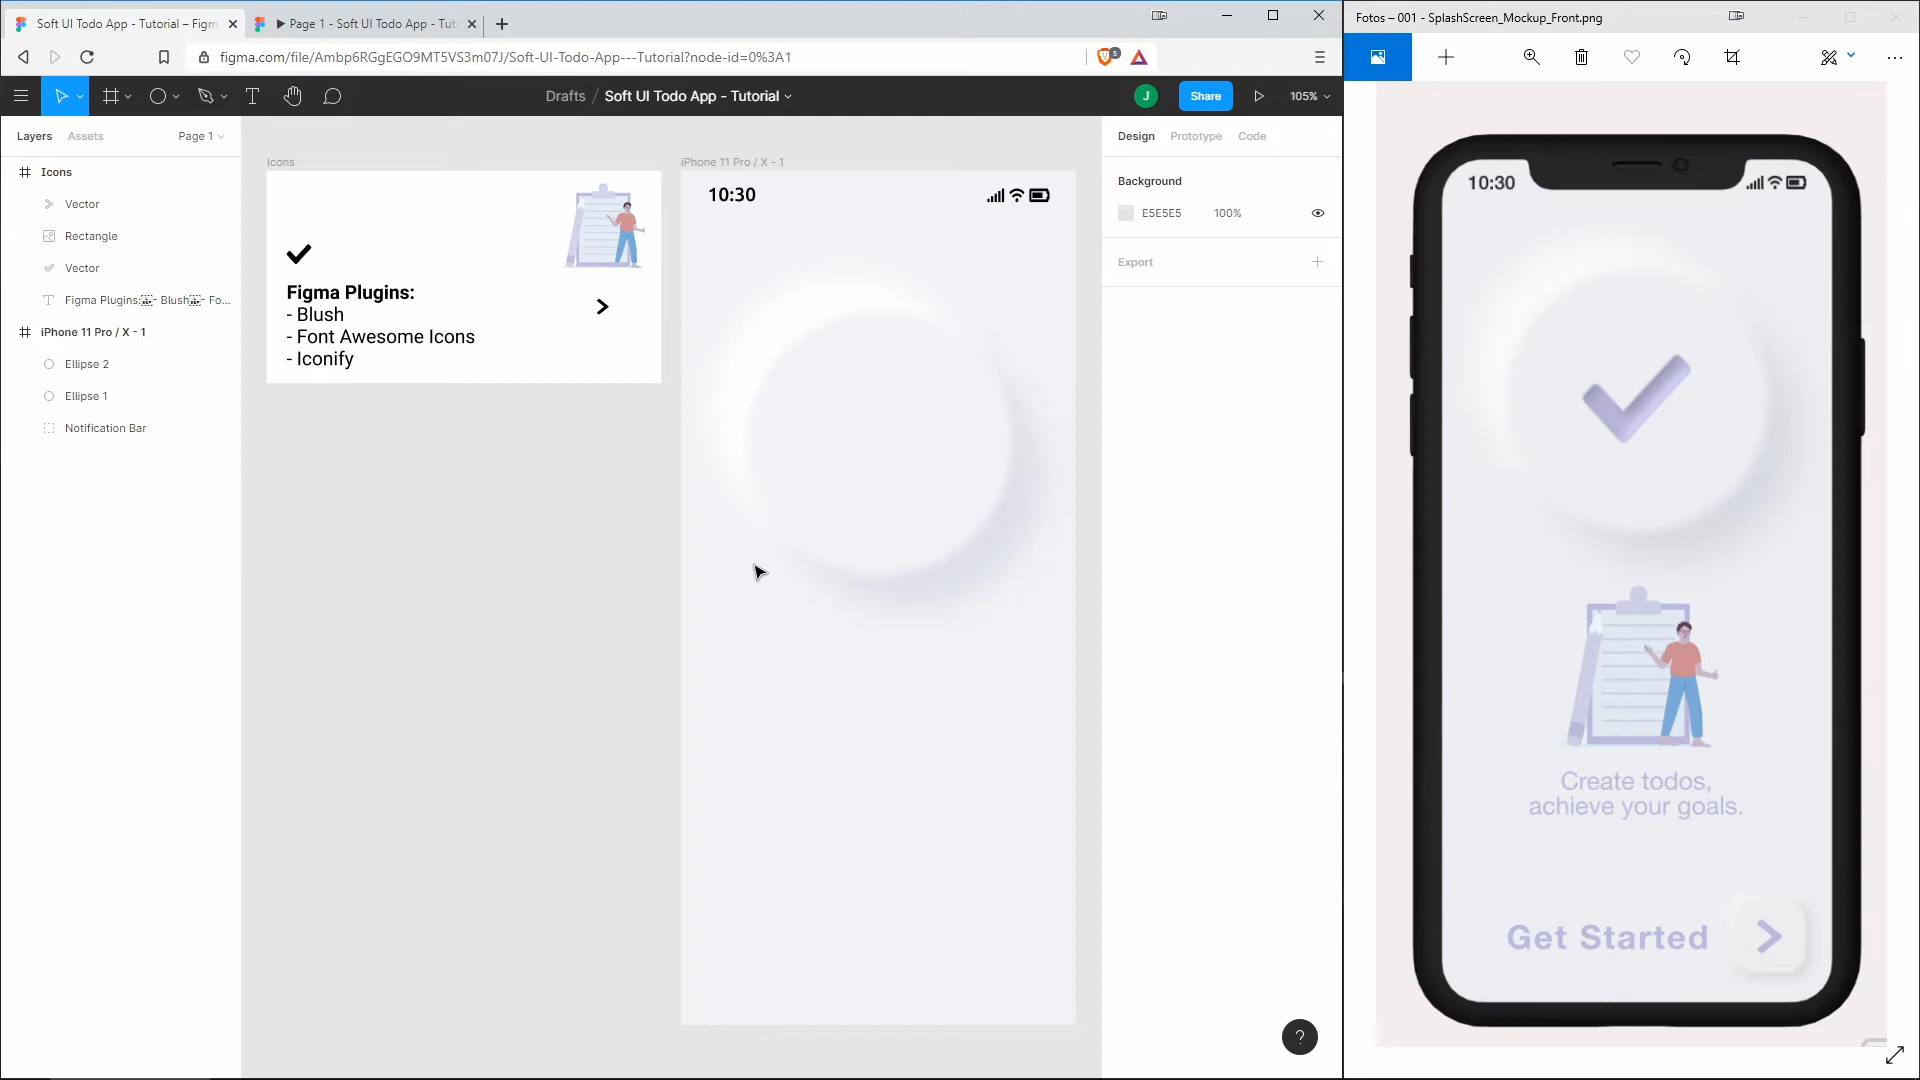 Soft UI Todo App - Tutorial – Figm
Page 1 - Soft UI Todo App - Tut
Fotos – 001 - SplashScreen_Mockup_Front.png
figma.com/file/Ambp6RGgEGO9MT5VS3m07J/Soft-UI-Todo-App---Tutorial?node-id=0%3A1
5
Drafts / Soft UI Todo App - Tutorial
J
Share
105%
Layers
Assets
Page 1
Design
Prototype
Code
Icons
Vector
Rectangle
Vector
Figma Plugins: - Blush - Fo...
iPhone 11 Pro / X - 1
Ellipse 2
Ellipse 1
Notification Bar
Icons
Figma Plugins:
- Blush
- Font Awesome Icons
- Iconify
iPhone 11 Pro / X - 1
10:30
Background
E5E5E5
100%
Export
?
10:30
Create todos,
achieve your goals.
Get Started